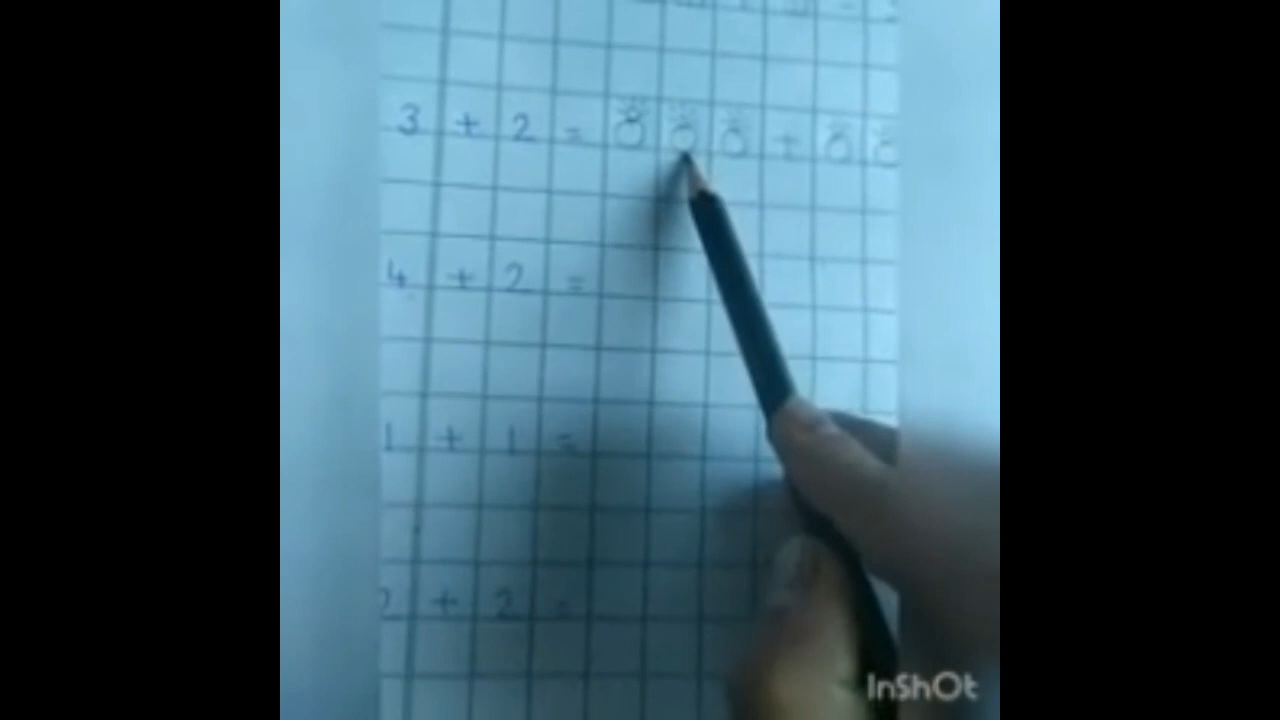 3 + 2 = + 
4 + 2 =
1 + 1 =
+ 2 =
InShOt